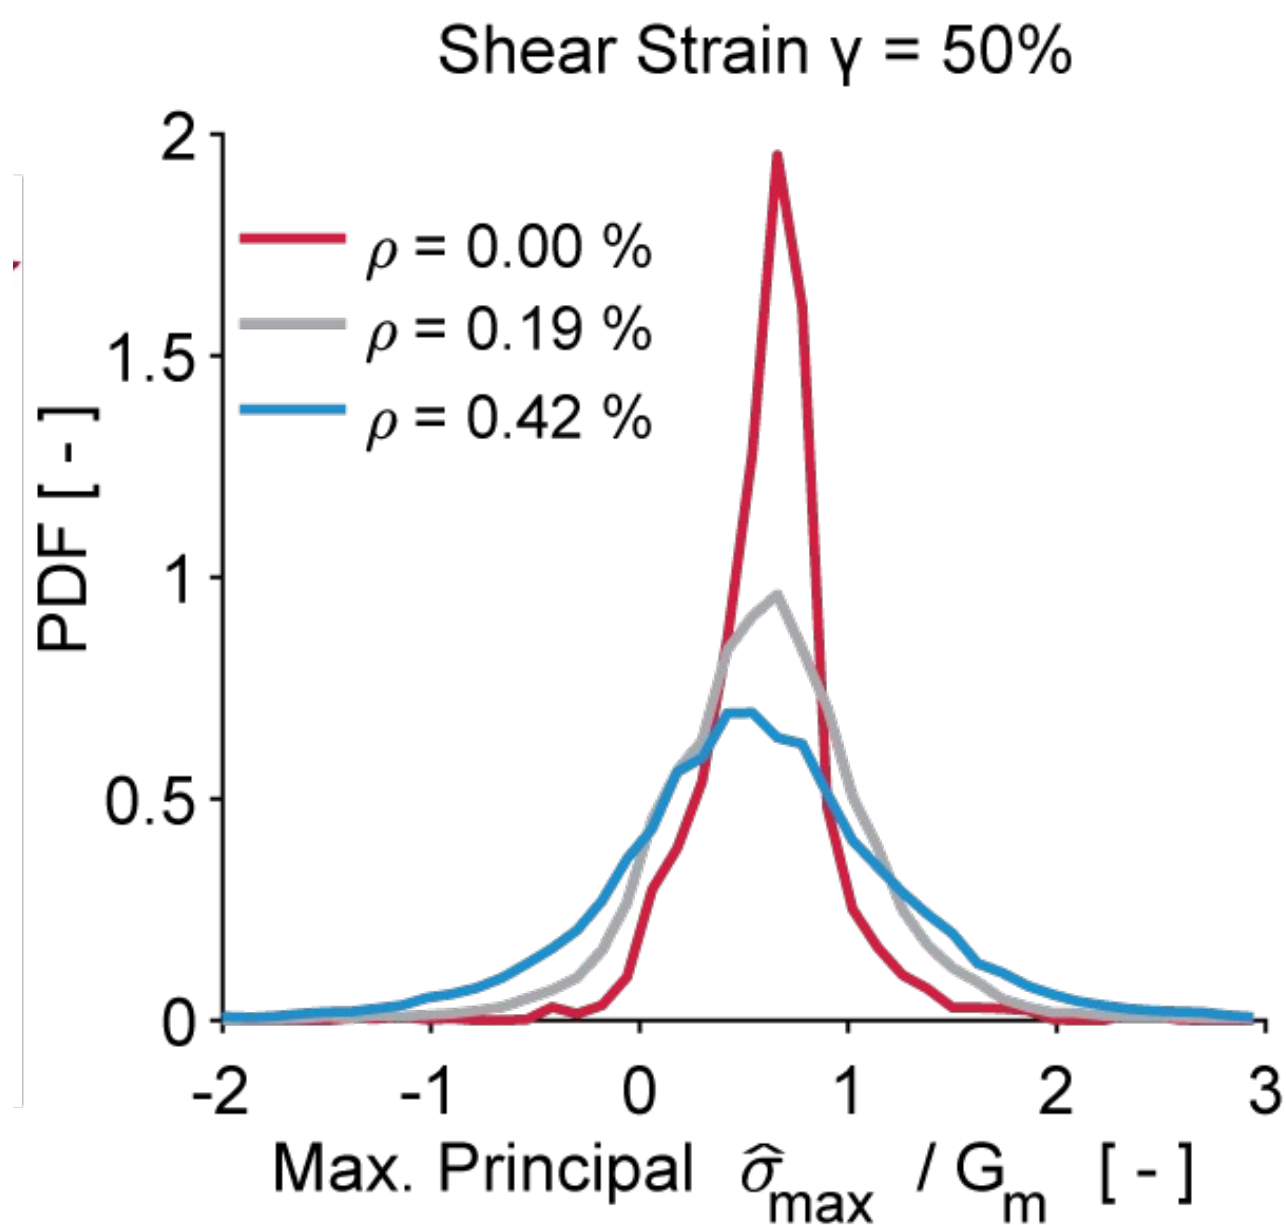 Shear Strain γ = 50%
2
1.5
1
0.5
0
PDF [ - ]
ρ = 0.00 %
ρ = 0.19 %
ρ = 0.42 %
-2 -1 0 1 2 3
Max. Principal σ̂max / Gm [ - ]